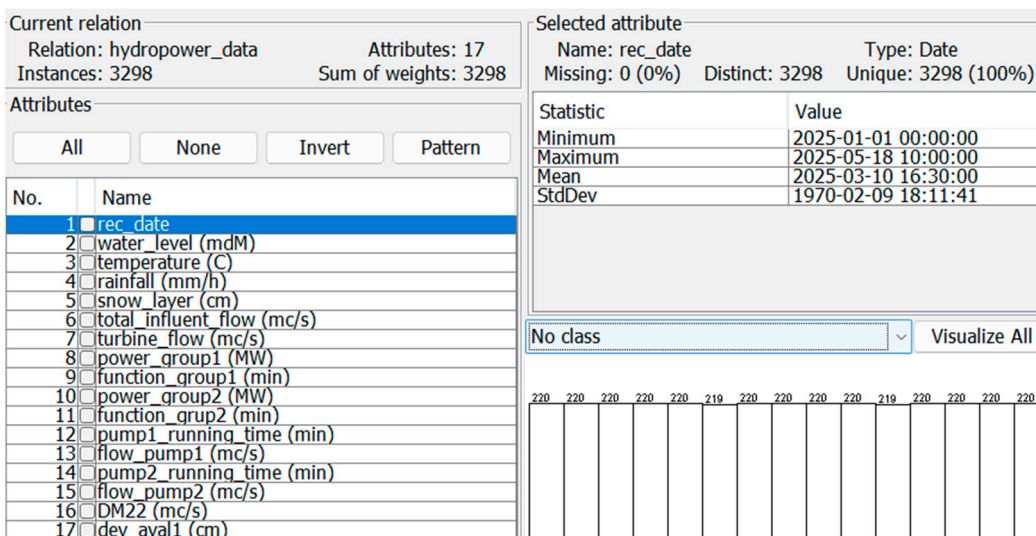 Current relation
Relation: hydropower_data Attributes: 17
Instances: 3298 Sum of weights: 3298
Attributes
All None Invert Pattern
No. Name
1 rec_date
2 water_level (mdM)
3 temperature (C)
4 rainfall (mm/h)
5 snow_layer (cm)
6 total_influent_flow (mc/s)
7 turbine_flow (mc/s)
8 power_group1 (MW)
9 function_group1 (min)
10 power_group2 (MW)
11 function_grup2 (min)
12 pump1_running_time (min)
13 flow_pump1 (mc/s)
14 pump2_running_time (min)
15 flow_pump2 (mc/s)
16 DM22 (mc/s)
17 dev_aval1 (cm)
Selected attribute
Name: rec_date Type: Date
Missing: 0 (0%) Distinct: 3298 Unique: 3298 (100%)
Statistic Value
Minimum 2025-01-01 00:00:00
Maximum 2025-05-18 10:00:00
Mean 2025-03-10 16:30:00
StdDev 1970-02-09 18:11:41
No class Visualize All
220 220 220 220 220 219 220 220 220 220 219 220 220 220 220